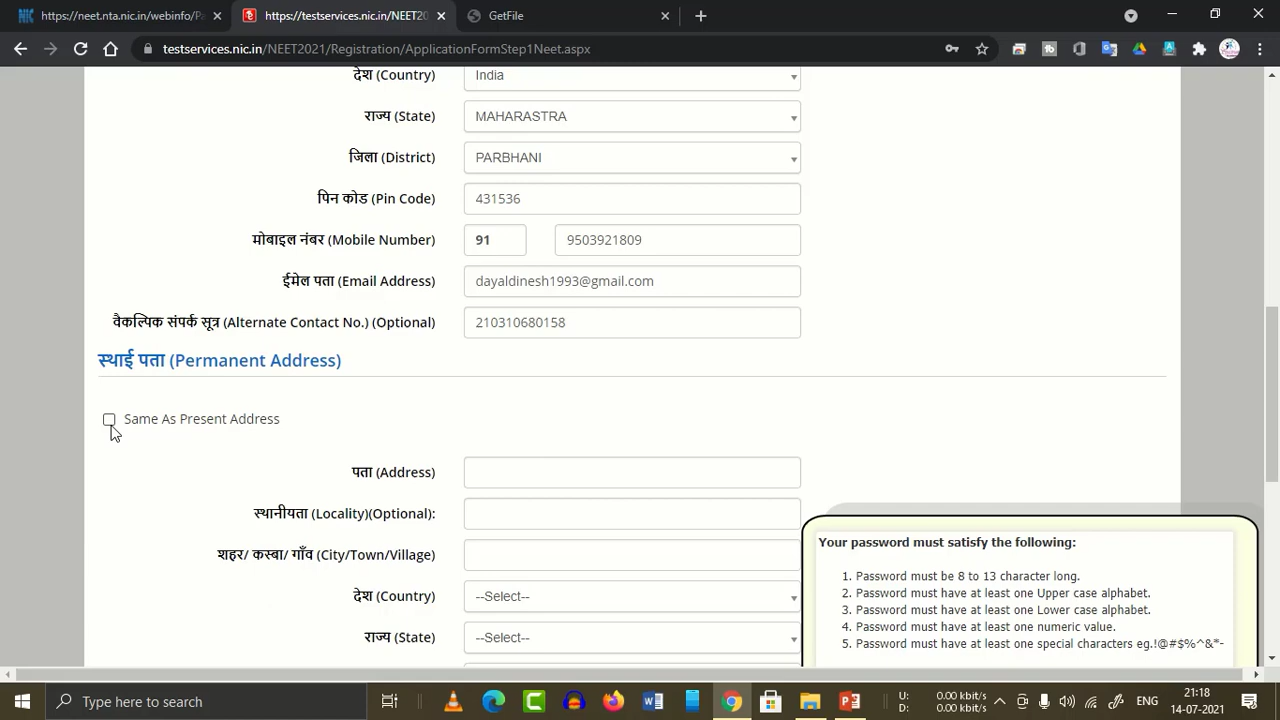 https://neet.nta.nic.in/webinfo/Pa
https://testservices.nic.in/NEET20
GetFile
testservices.nic.in/NEET2021/Registration/ApplicationFormStep1Neet.aspx
देश (Country) India
राज्य (State) MAHARASTRA
जिला (District) PARBHANI
पिन कोड (Pin Code) 431536
मोबाइल नंबर (Mobile Number) 91 9503921809
ईमेल पता (Email Address) dayaldinesh1993@gmail.com
वैकल्पिक संपर्क सूत्र (Alternate Contact No.) (Optional) 210310680158
स्थाई पता (Permanent Address)
Same As Present Address
पता (Address)
स्थानीयता (Locality)(Optional):
शहर/ कस्बा/ गाँव (City/Town/Village)
देश (Country) --Select--
राज्य (State) --Select--
Your password must satisfy the following:
1. Password must be 8 to 13 character long.
2. Password must have at least one Upper case alphabet.
3. Password must have at least one Lower case alphabet.
4. Password must have at least one numeric value.
5. Password must have at least one special characters eg.!@#$%^&*-
Type here to search
U: 0.00 kbit/s
D: 0.00 kbit/s
ENG
21:18
14-07-2021